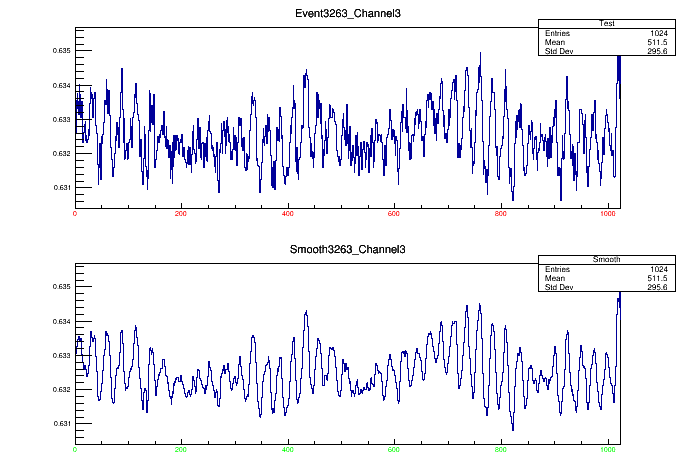 Event3263_Channel3
Test
Entries 1024
Mean 511.5
Std Dev 295.6
0.635
0.634
0.633
0.632
0.631
0 200 400 600 800 1000
Smooth3263_Channel3
Smooth
Entries 1024
Mean 511.5
Std Dev 295.6
0.635
0.634
0.633
0.632
0.631
0 200 400 600 800 1000